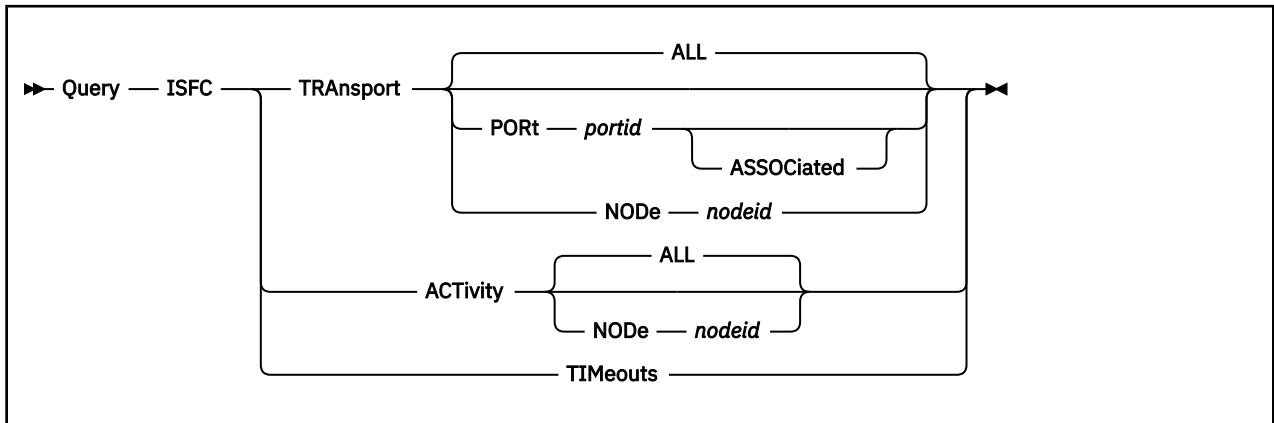 ALL
Query ISFC TRAnsport
PORt portid
ASSOCiated
NODe nodeid
ALL
ACTivity
NODe nodeid
TIMeouts